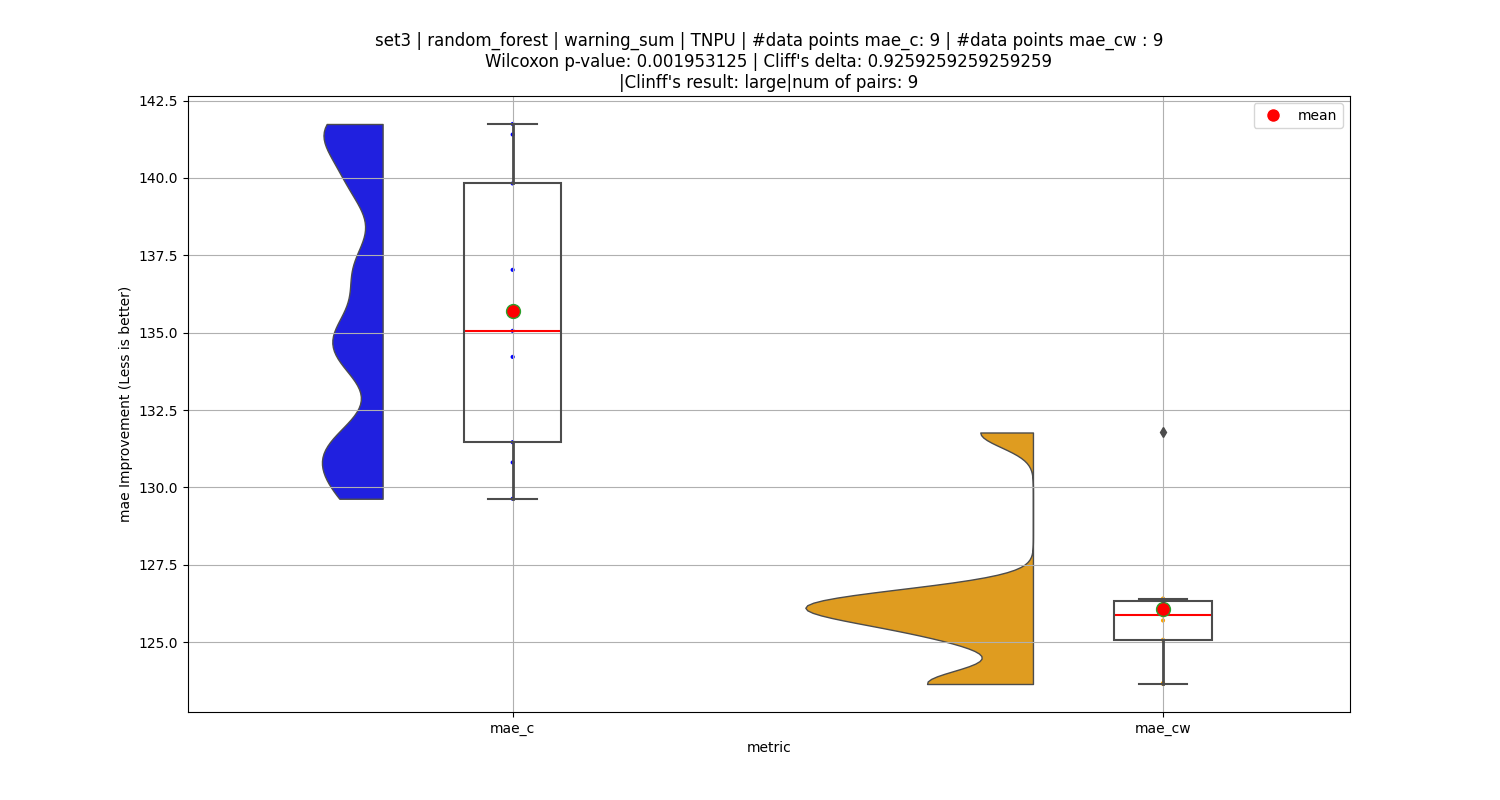 set3 | random_forest | warning_sum | TNPU | #data points mae_c: 9 | #data points mae_cw : 9
Wilcoxon p-value: 0.001953125 | Cliff's delta: 0.9259259259259259
|Clinff's result: large|num of pairs: 9
mean
142.5
140.0
137.5
135.0
132.5
130.0
127.5
125.0
mae Improvement (Less is better)
mae_c
mae_cw
metric